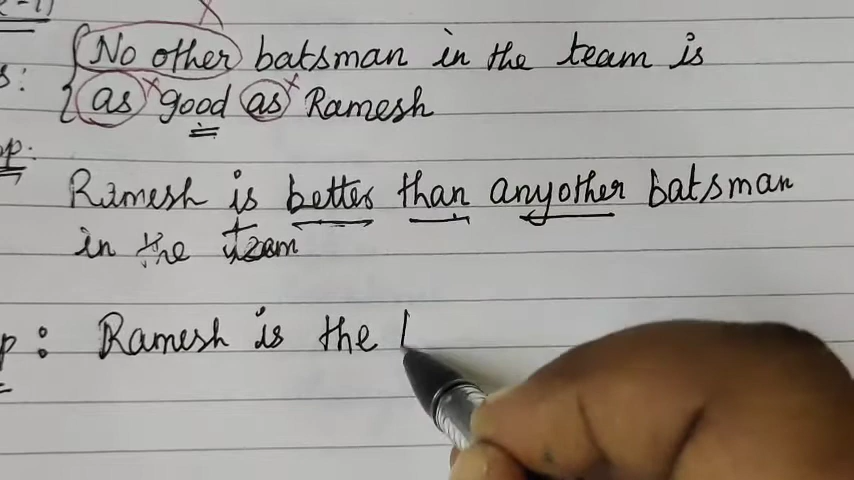 No other batsman in the team is
s: as good as Ramesh
op:
Ramesh is better than anyother batsman
in the team
p: Ramesh is the